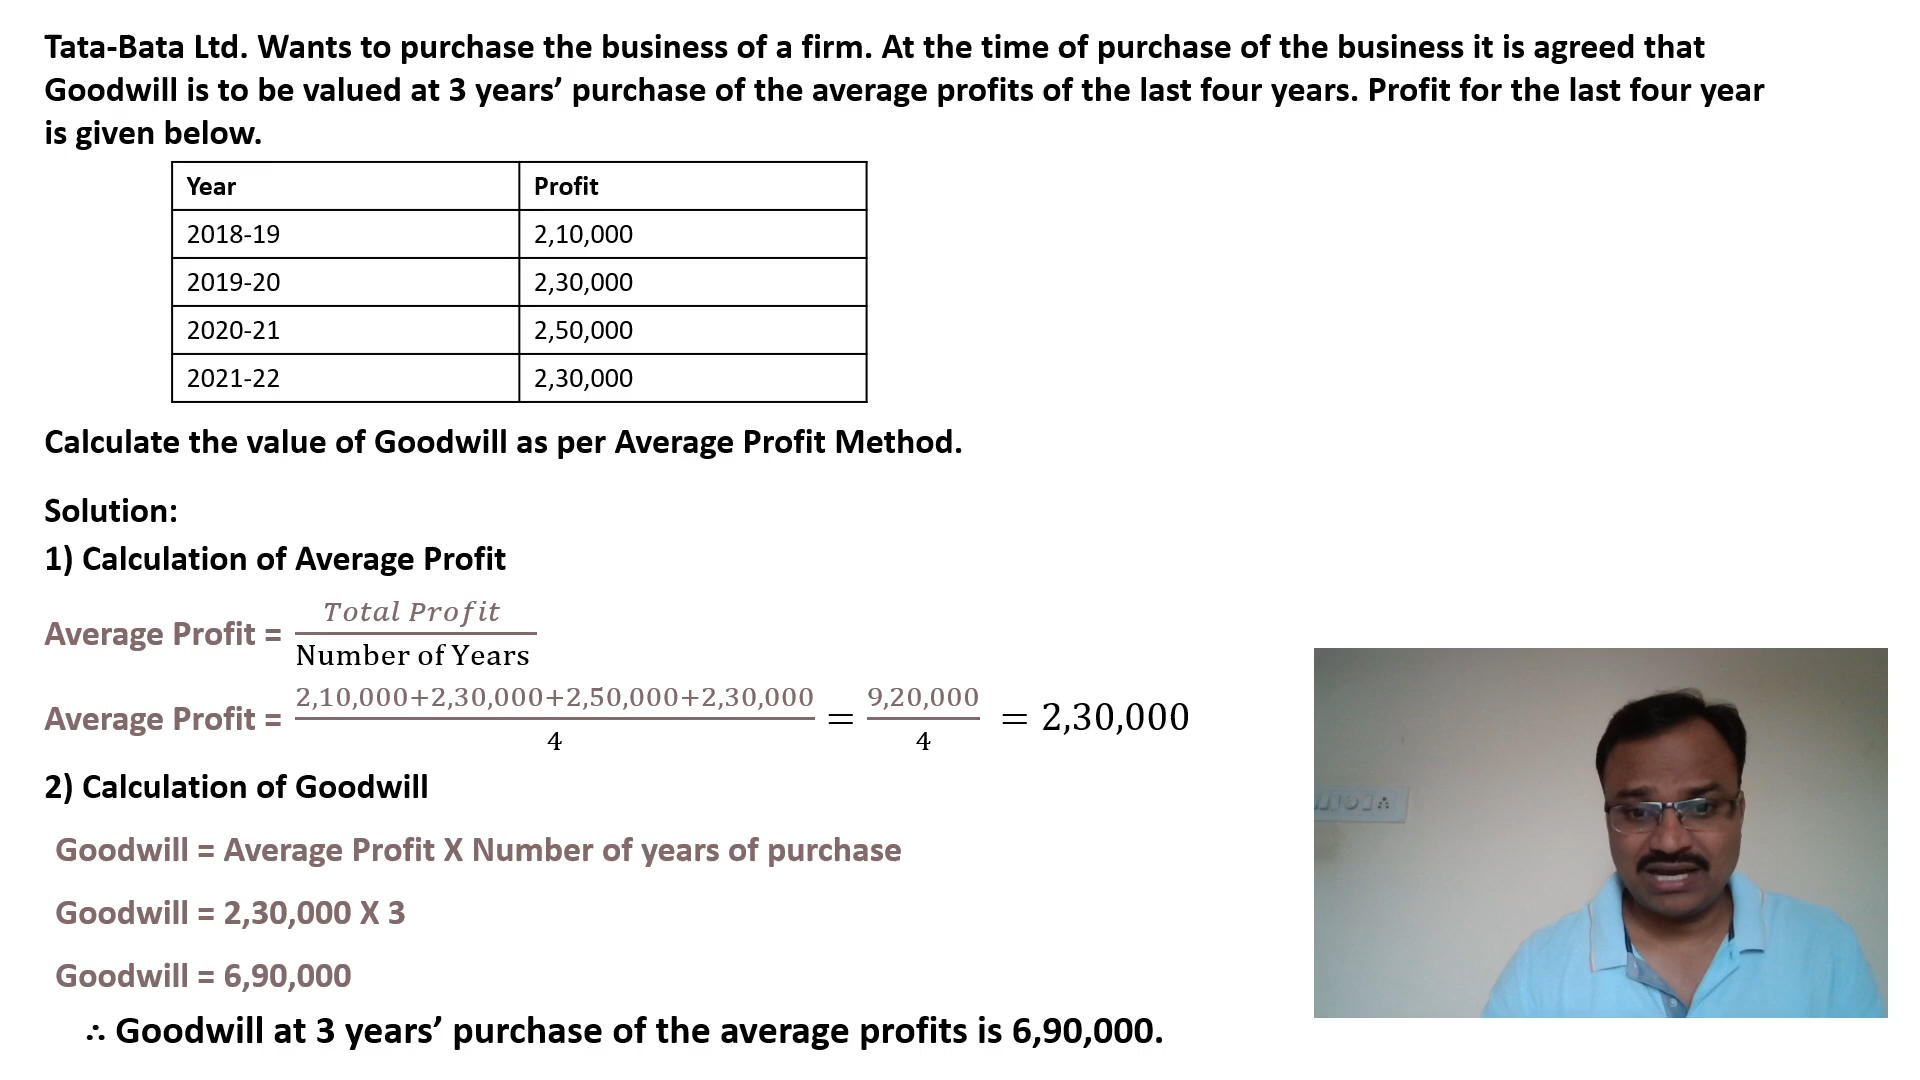 Tata-Bata Ltd. Wants to purchase the business of a firm. At the time of purchase of the business it is agreed that
Goodwill is to be valued at 3 years’ purchase of the average profits of the last four years. Profit for the last four year
is given below.
Year Profit
2018-19 2,10,000
2019-20 2,30,000
2020-21 2,50,000
2021-22 2,30,000
Calculate the value of Goodwill as per Average Profit Method.
Solution:
1) Calculation of Average Profit
Average Profit = Total Profit / Number of Years
Average Profit = 2,10,000+2,30,000+2,50,000+2,30,000 / 4 = 9,20,000 / 4 = 2,30,000
2) Calculation of Goodwill
Goodwill = Average Profit X Number of years of purchase
Goodwill = 2,30,000 X 3
Goodwill = 6,90,000
∴ Goodwill at 3 years’ purchase of the average profits is 6,90,000.